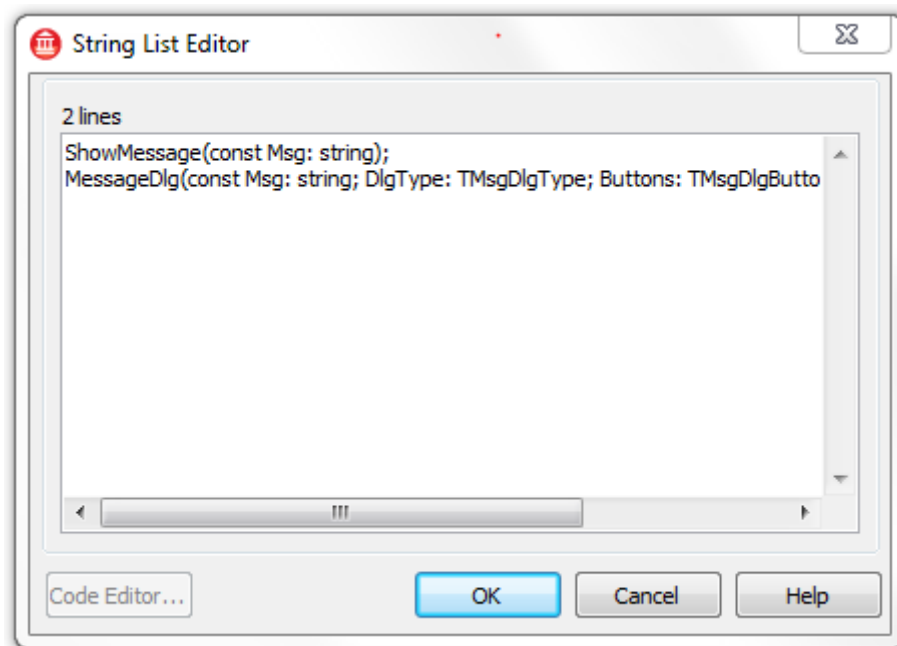 String List Editor
2 lines
ShowMessage(const Msg: string);
MessageDlg(const Msg: string; DlgType: TMsgDlgType; Buttons: TMsgDlgButto
Code Editor...
OK
Cancel
Help